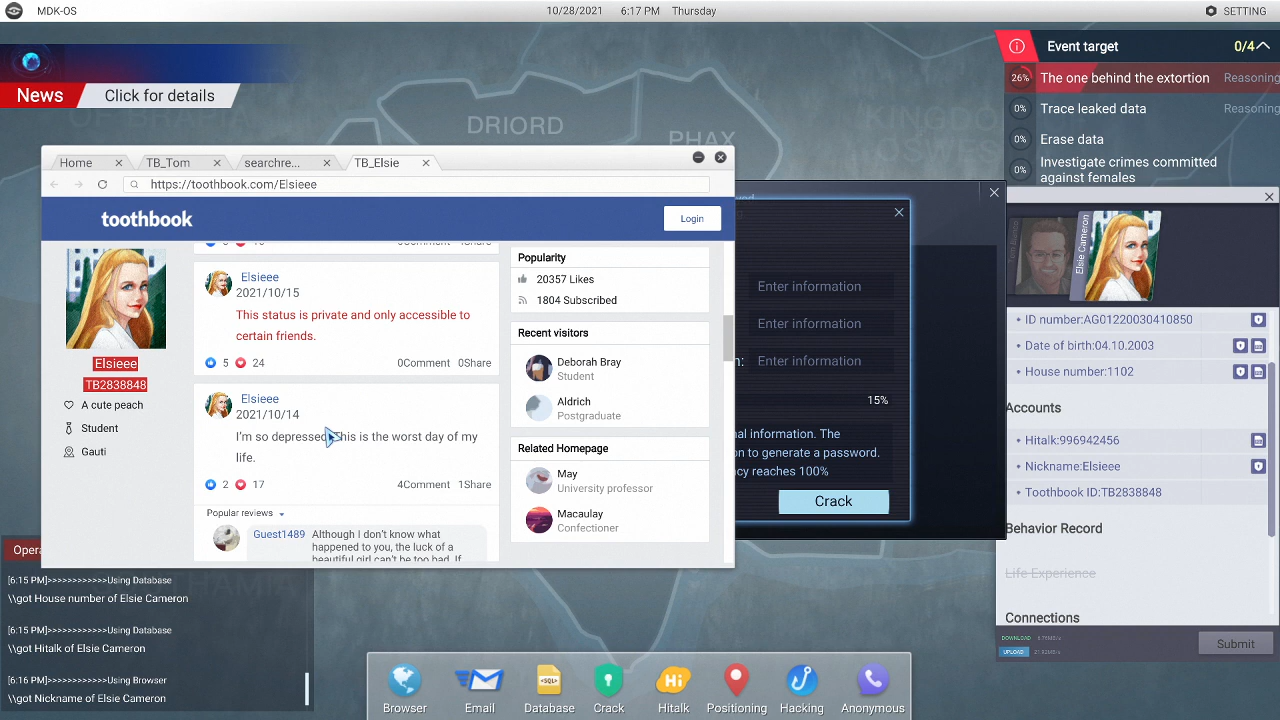 MDK-OS
10/28/2021 6:17 PM Thursday
SETTING
News
Click for details
DRIORD
PHAX
Event target 0/4
26% The one behind the extortion Reasoning
0% Trace leaked data Reasoning
0% Erase data
0% Investigate crimes committed
against females
Home
TB_Tom
searchre...
TB_Elsie
https://toothbook.com/Elsieee
toothbook
Login
Elsieee
TB2838848
A cute peach
Student
Gauti
Elsieee
2021/10/15
This status is private and only accessible to
certain friends.
5 24 0Comment 0Share
Elsieee
2021/10/14
I'm so depressed. This is the worst day of my
life.
2 17 4Comment 1Share
Popular reviews
Guest1489 Although I don't know what
happened to you, the luck of a
beautiful girl can't be too bad. If
Popularity
20357 Likes
1804 Subscribed
Recent visitors
Deborah Bray
Student
Aldrich
Postgraduate
Related Homepage
May
University professor
Macaulay
Confectioner
Enter information
Enter information
Enter information
15%
al information. The
on to generate a password.
cy reaches 100%
Crack
Elsie Cameron
ID number:AG01220030410850
Date of birth:04.10.2003
House number:1102
Accounts
Hitalk:996942456
Nickname:Elsieee
Toothbook ID:TB2838848
Behavior Record
Life Experience
Connections
DOWNLOAD
UPLOAD
Submit
Opera
[6:15 PM]>>>>>>>>>>>>Using Database
\\got House number of Elsie Cameron
[6:15 PM]>>>>>>>>>>>>Using Database
\\got Hitalk of Elsie Cameron
[6:16 PM]>>>>>>>>>>>>Using Browser
\\got Nickname of Elsie Cameron
Browser
Email
Database
Crack
Hitalk
Positioning
Hacking
Anonymous